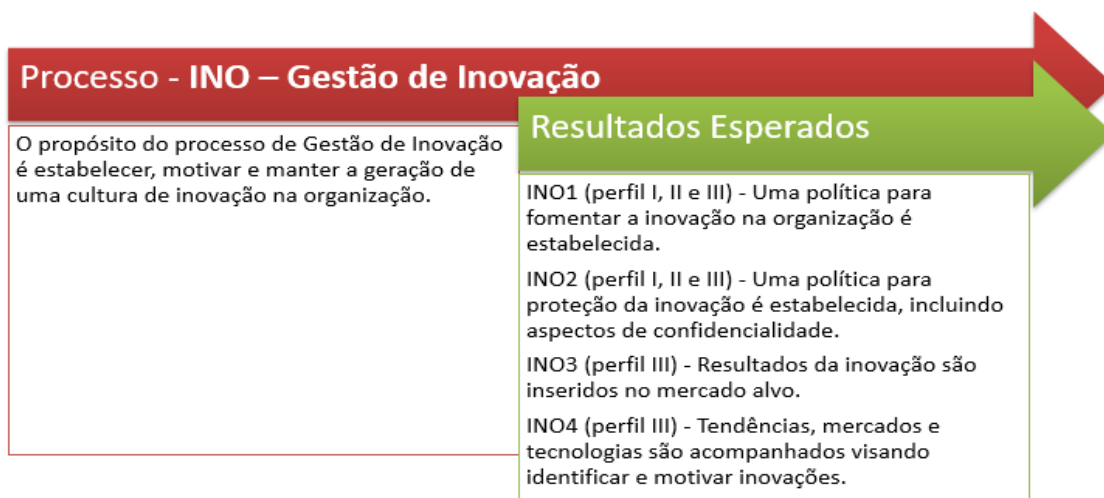 Processo - INO – Gestão de Inovação
O propósito do processo de Gestão de Inovação
é estabelecer, motivar e manter a geração de
uma cultura de inovação na organização.
Resultados Esperados
INO1 (perfil I, II e III) - Uma política para
fomentar a inovação na organização é
estabelecida.
INO2 (perfil I, II e III) - Uma política para
proteção da inovação é estabelecida, incluindo
aspectos de confidencialidade.
INO3 (perfil III) - Resultados da inovação são
inseridos no mercado alvo.
INO4 (perfil III) - Tendências, mercados e
tecnologias são acompanhados visando
identificar e motivar inovações.